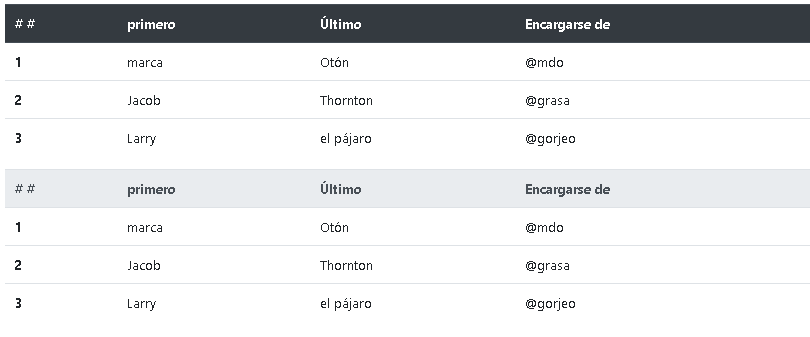 # # primero Último Encargarse de
1 marca Otón @mdo
2 Jacob Thornton @grasa
3 Larry el pájaro @gorjeo
# # primero Último Encargarse de
1 marca Otón @mdo
2 Jacob Thornton @grasa
3 Larry el pájaro @gorjeo